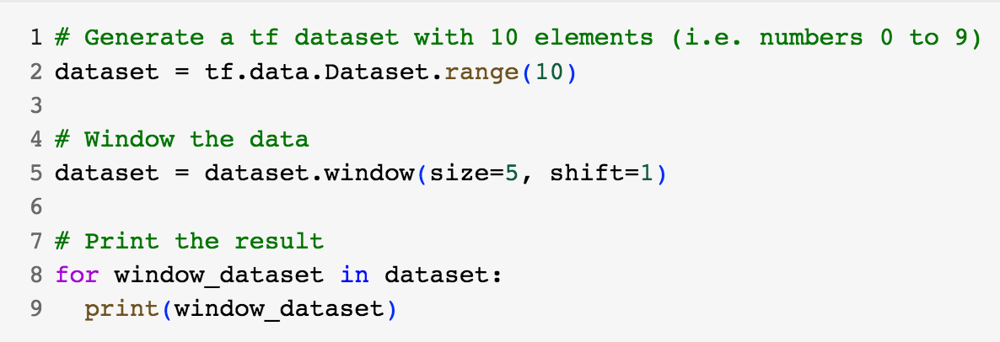 1 # Generate a tf dataset with 10 elements (i.e. numbers 0 to 9)
2 dataset = tf.data.Dataset.range(10)
3
4 # Window the data
5 dataset = dataset.window(size=5, shift=1)
6
7 # Print the result
8 for window_dataset in dataset:
9   print(window_dataset)